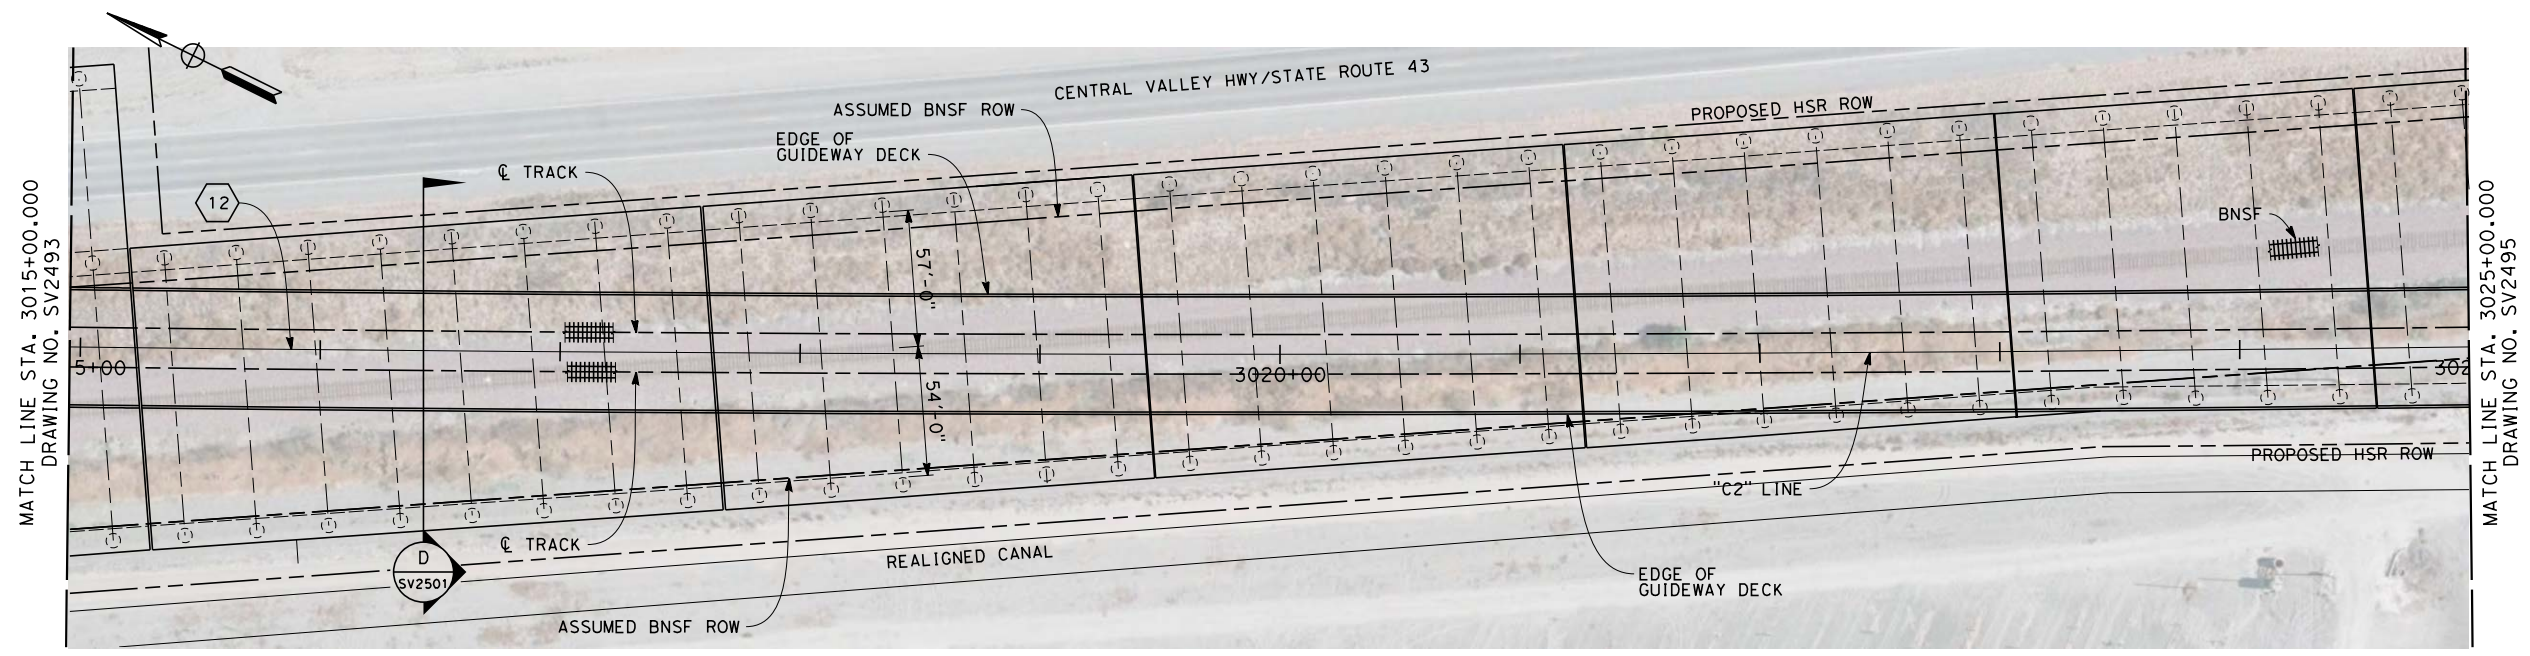 MATCH LINE STA. 3015+00.000
DRAWING NO. SV2493
12
℄ TRACK
EDGE OF
GUIDEWAY DECK
ASSUMED BNSF ROW
CENTRAL VALLEY HWY/STATE ROUTE 43
PROPOSED HSR ROW
BNSF
57'-0"
54'-0"
5+00
3020+00
302
"C2" LINE
PROPOSED HSR ROW
℄ TRACK
D
SV2501
REALIGNED CANAL
ASSUMED BNSF ROW
EDGE OF
GUIDEWAY DECK
MATCH LINE STA. 3025+00.000
DRAWING NO. SV2495